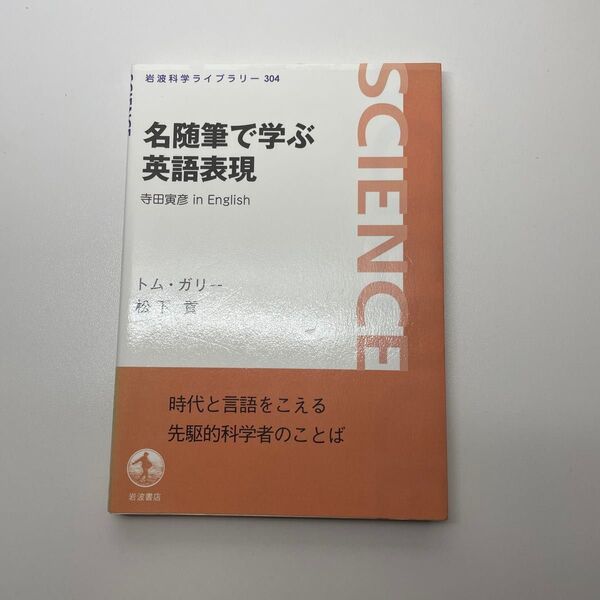 岩波科学ライブラリー 304
SCIENCE
SCIENCE
名随筆で学ぶ
英語表現
寺田寅彦 in English
トム・ガリー
松下 貢
時代と言語をこえる
先駆的科学者のことば
岩波書店